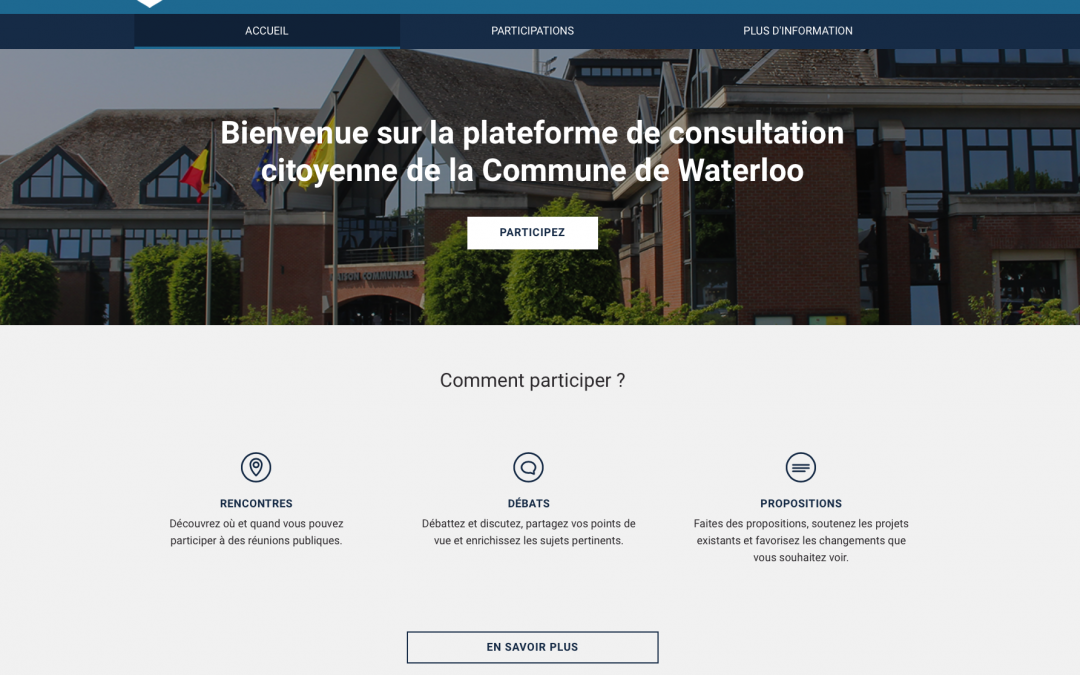 ACCUEIL
PARTICIPATIONS
PLUS D'INFORMATION
Bienvenue sur la plateforme de consultation
citoyenne de la Commune de Waterloo
PARTICIPEZ
MAISON COMMUNALE
Comment participer ?
RENCONTRES
Découvrez où et quand vous pouvez
participer à des réunions publiques.
DÉBATS
Débattez et discutez, partagez vos points de
vue et enrichissez les sujets pertinents.
PROPOSITIONS
Faites des propositions, soutenez les projets
existants et favorisez les changements que
vous souhaitez voir.
EN SAVOIR PLUS